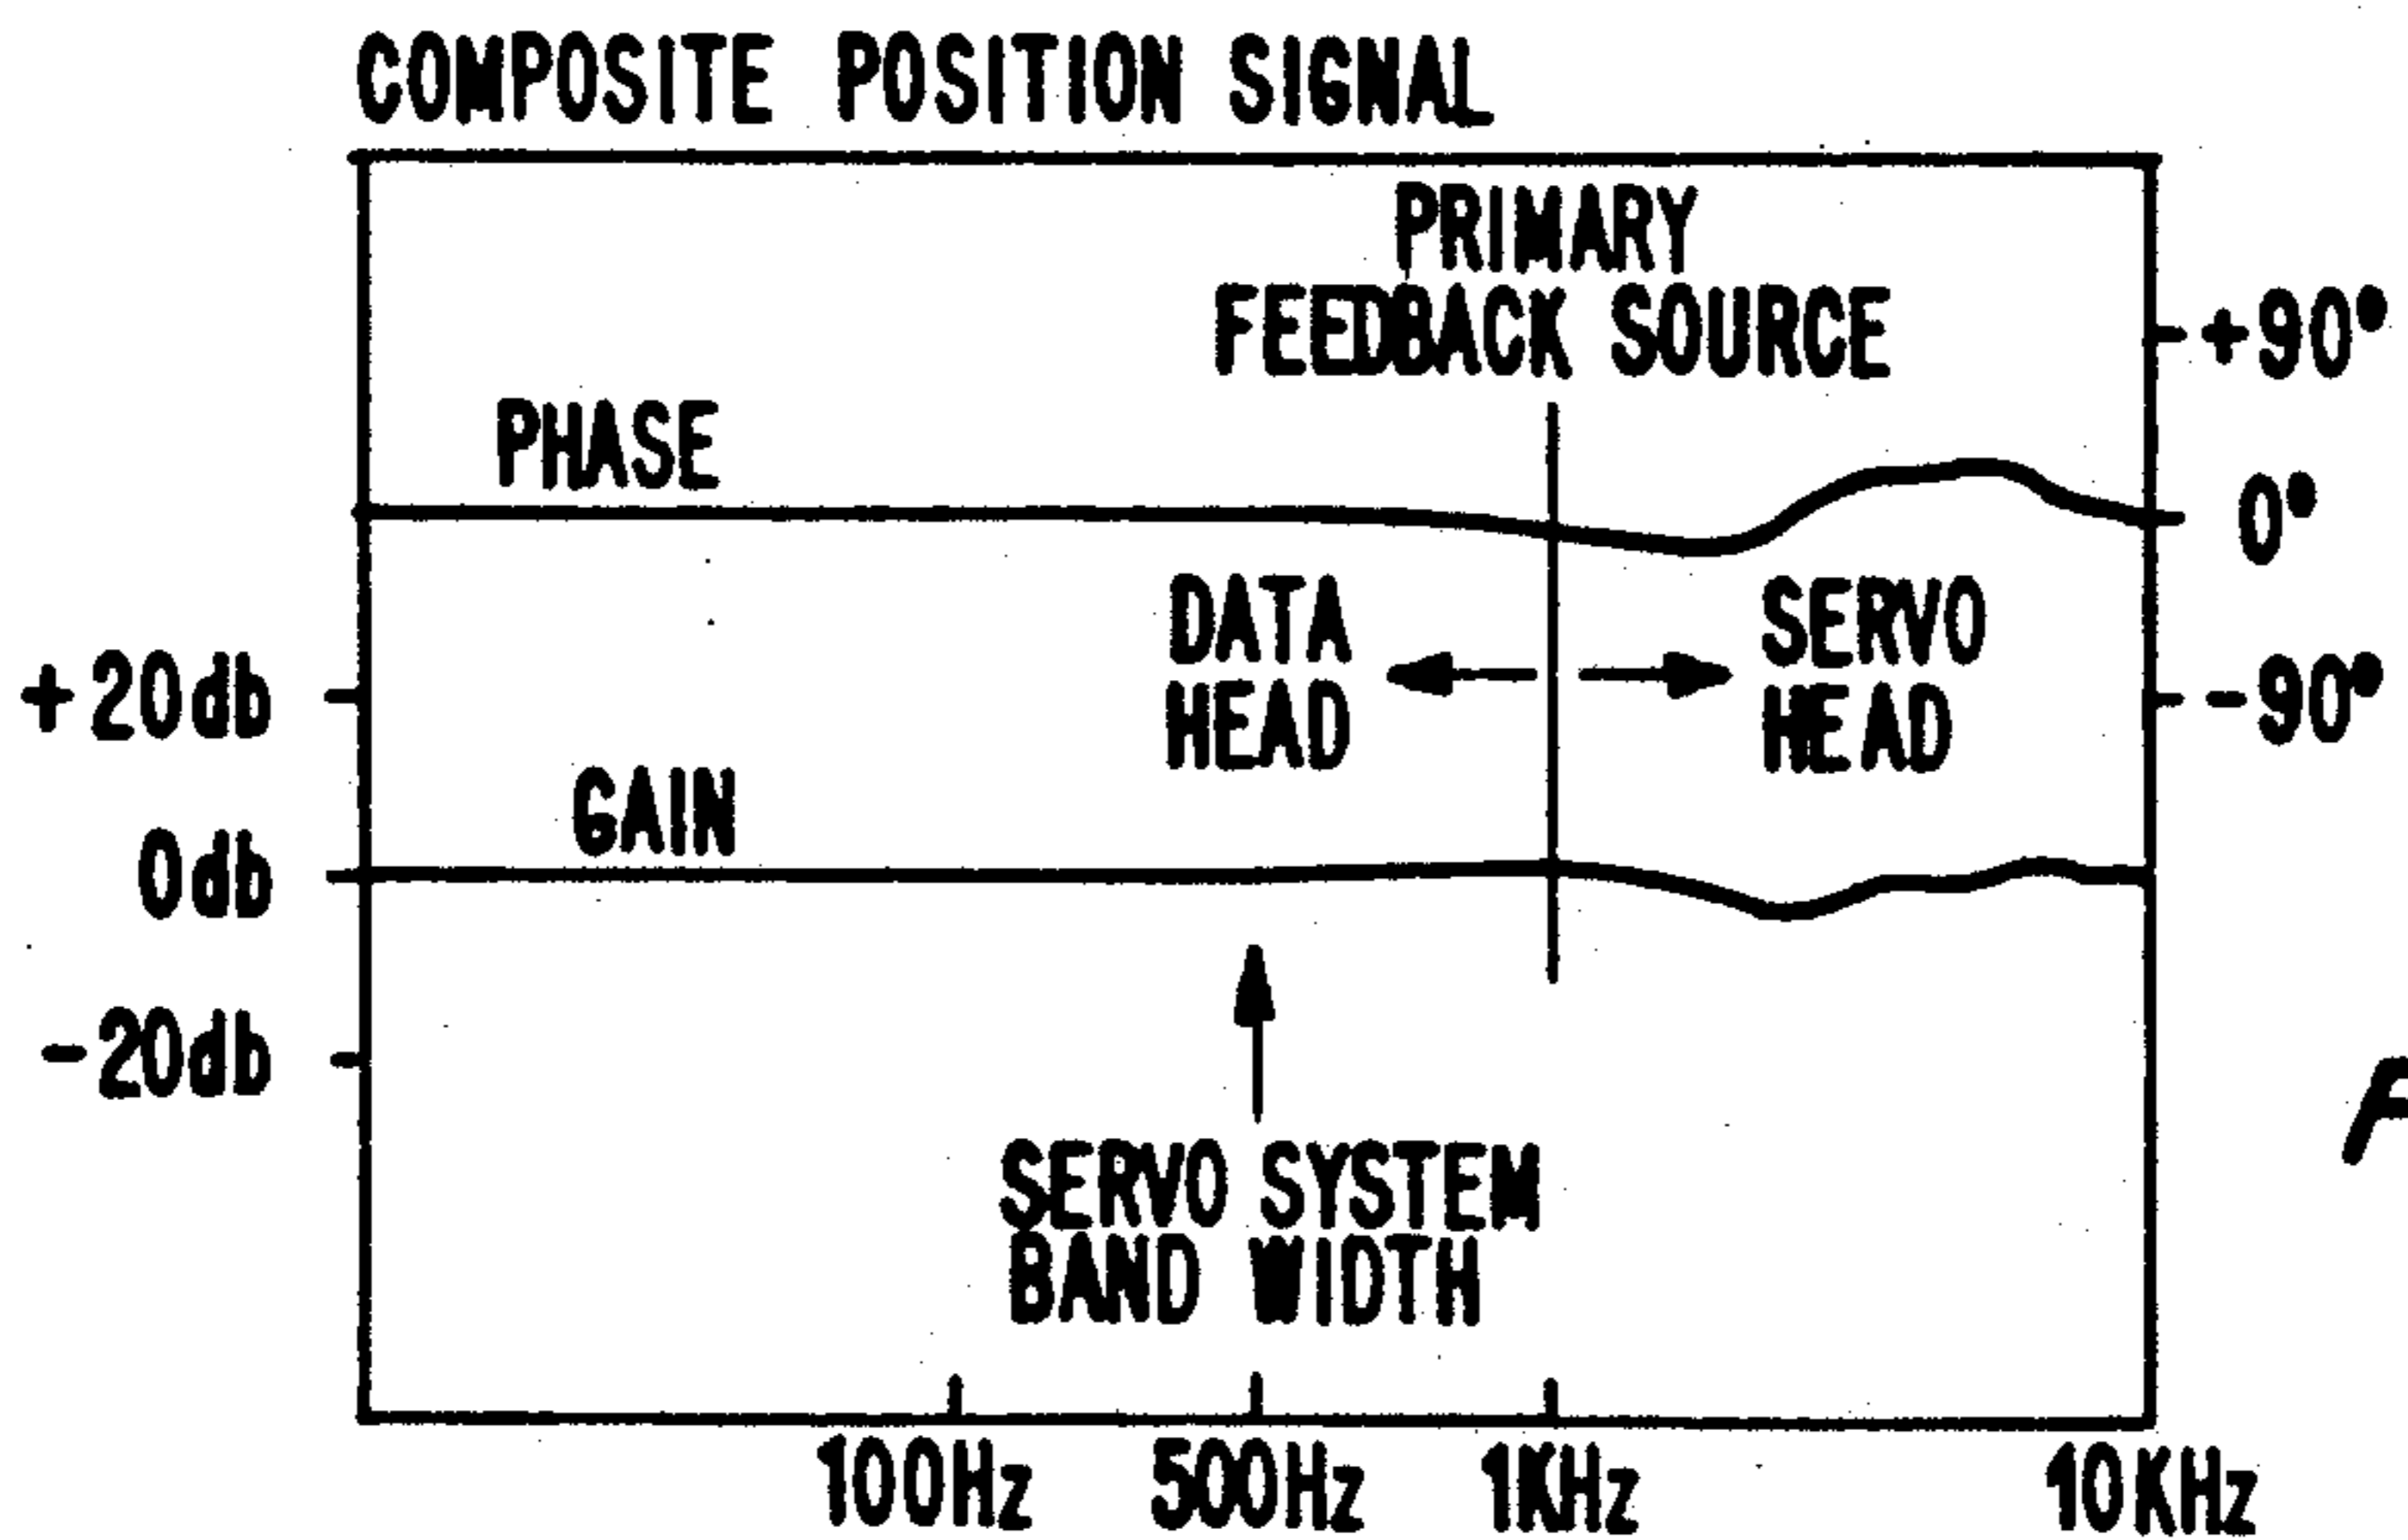 COMPOSITE POSITION SIGNAL
PRIMARY
FEEDBACK SOURCE
+90°
PHASE
0°
DATA
HEAD
SERVO
HEAD
+20db
-90°
GAIN
0db
-20db
SERVO SYSTEM
BAND WIDTH
100Hz 500Hz 1KHz 10KHz